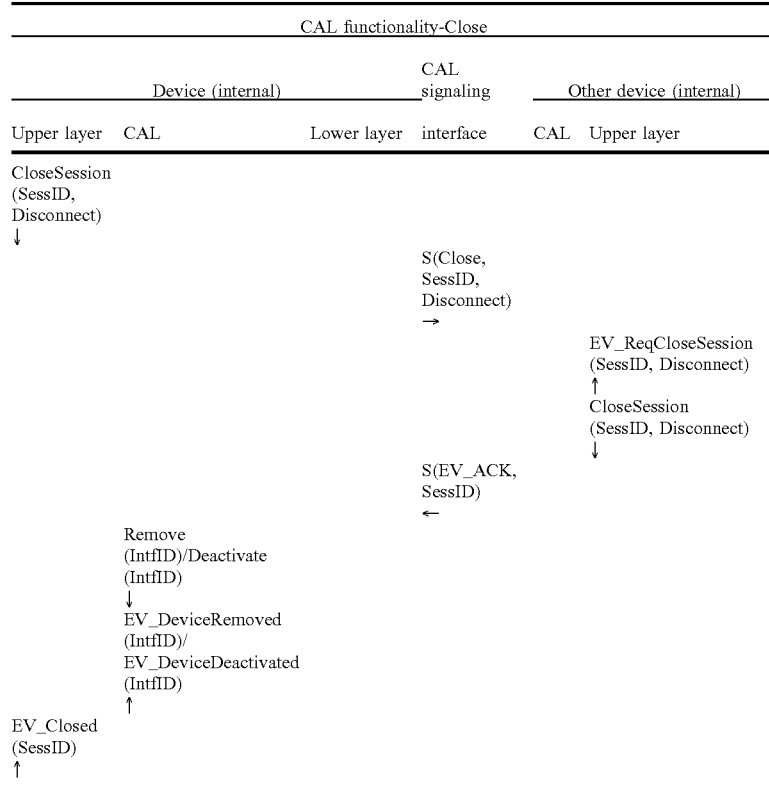 CAL functionality-Close
CAL
Device (internal) signaling Other device (internal)
Upper layer CAL Lower layer interface CAL Upper layer
CloseSession
(SessID,
Disconnect)
↓
S(Close,
SessID,
Disconnect)
→
EV_ReqCloseSession
(SessID, Disconnect)
↑
CloseSession
(SessID, Disconnect)
↓
S(EV_ACK,
SessID)
←
Remove
(IntfID)/Deactivate
(IntfID)
↓
EV_DeviceRemoved
(IntfID)/
EV_DeviceDeactivated
(IntfID)
↑
EV_Closed
(SessID)
↑